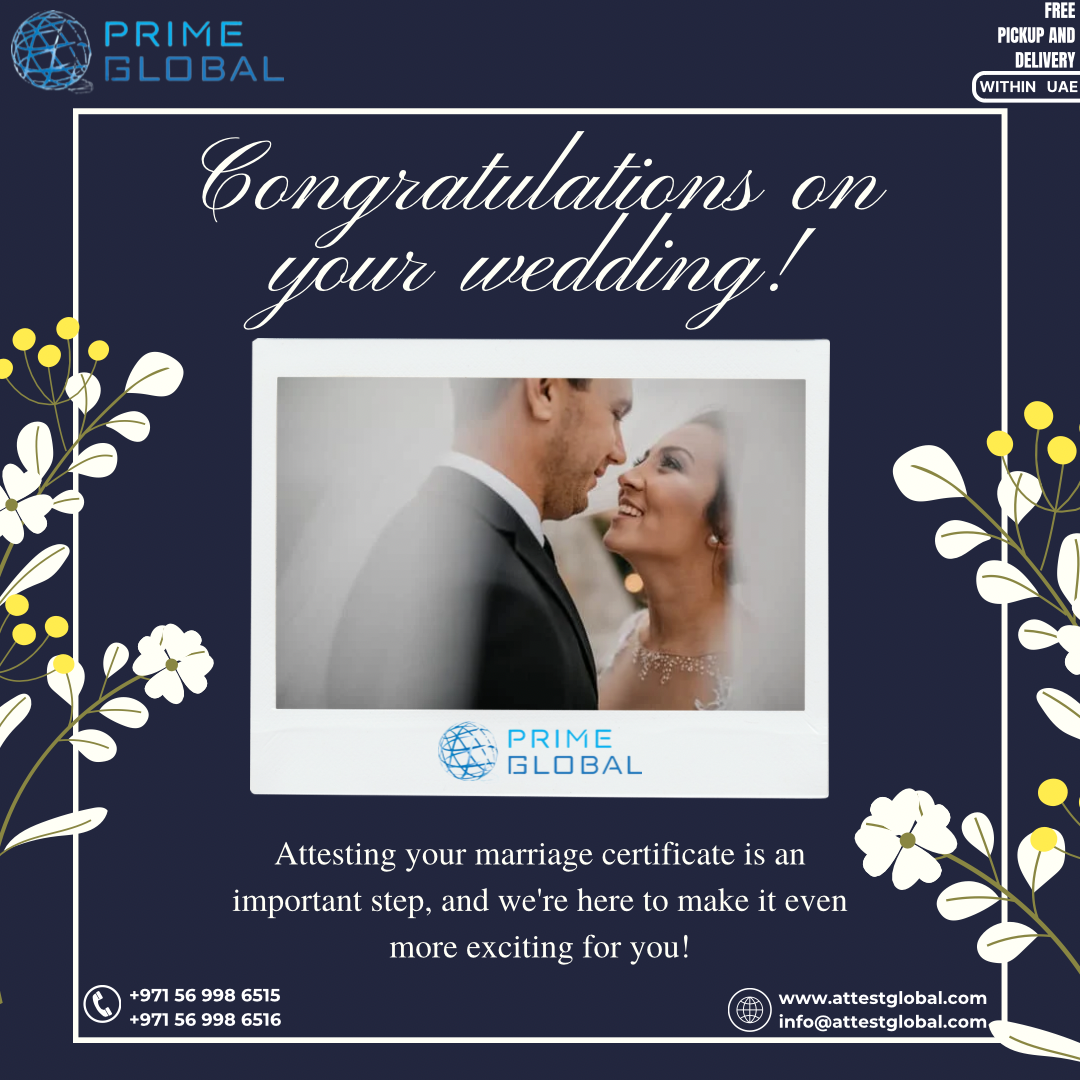 PRIME
GLOBAL
FREE
PICKUP AND
DELIVERY
WITHIN UAE
Congratulations on
your wedding!
PRIME
GLOBAL
Attesting your marriage certificate is an
important step, and we're here to make it even
more exciting for you!
+971 56 998 6515
+971 56 998 6516
www.attestglobal.com
info@attestglobal.com